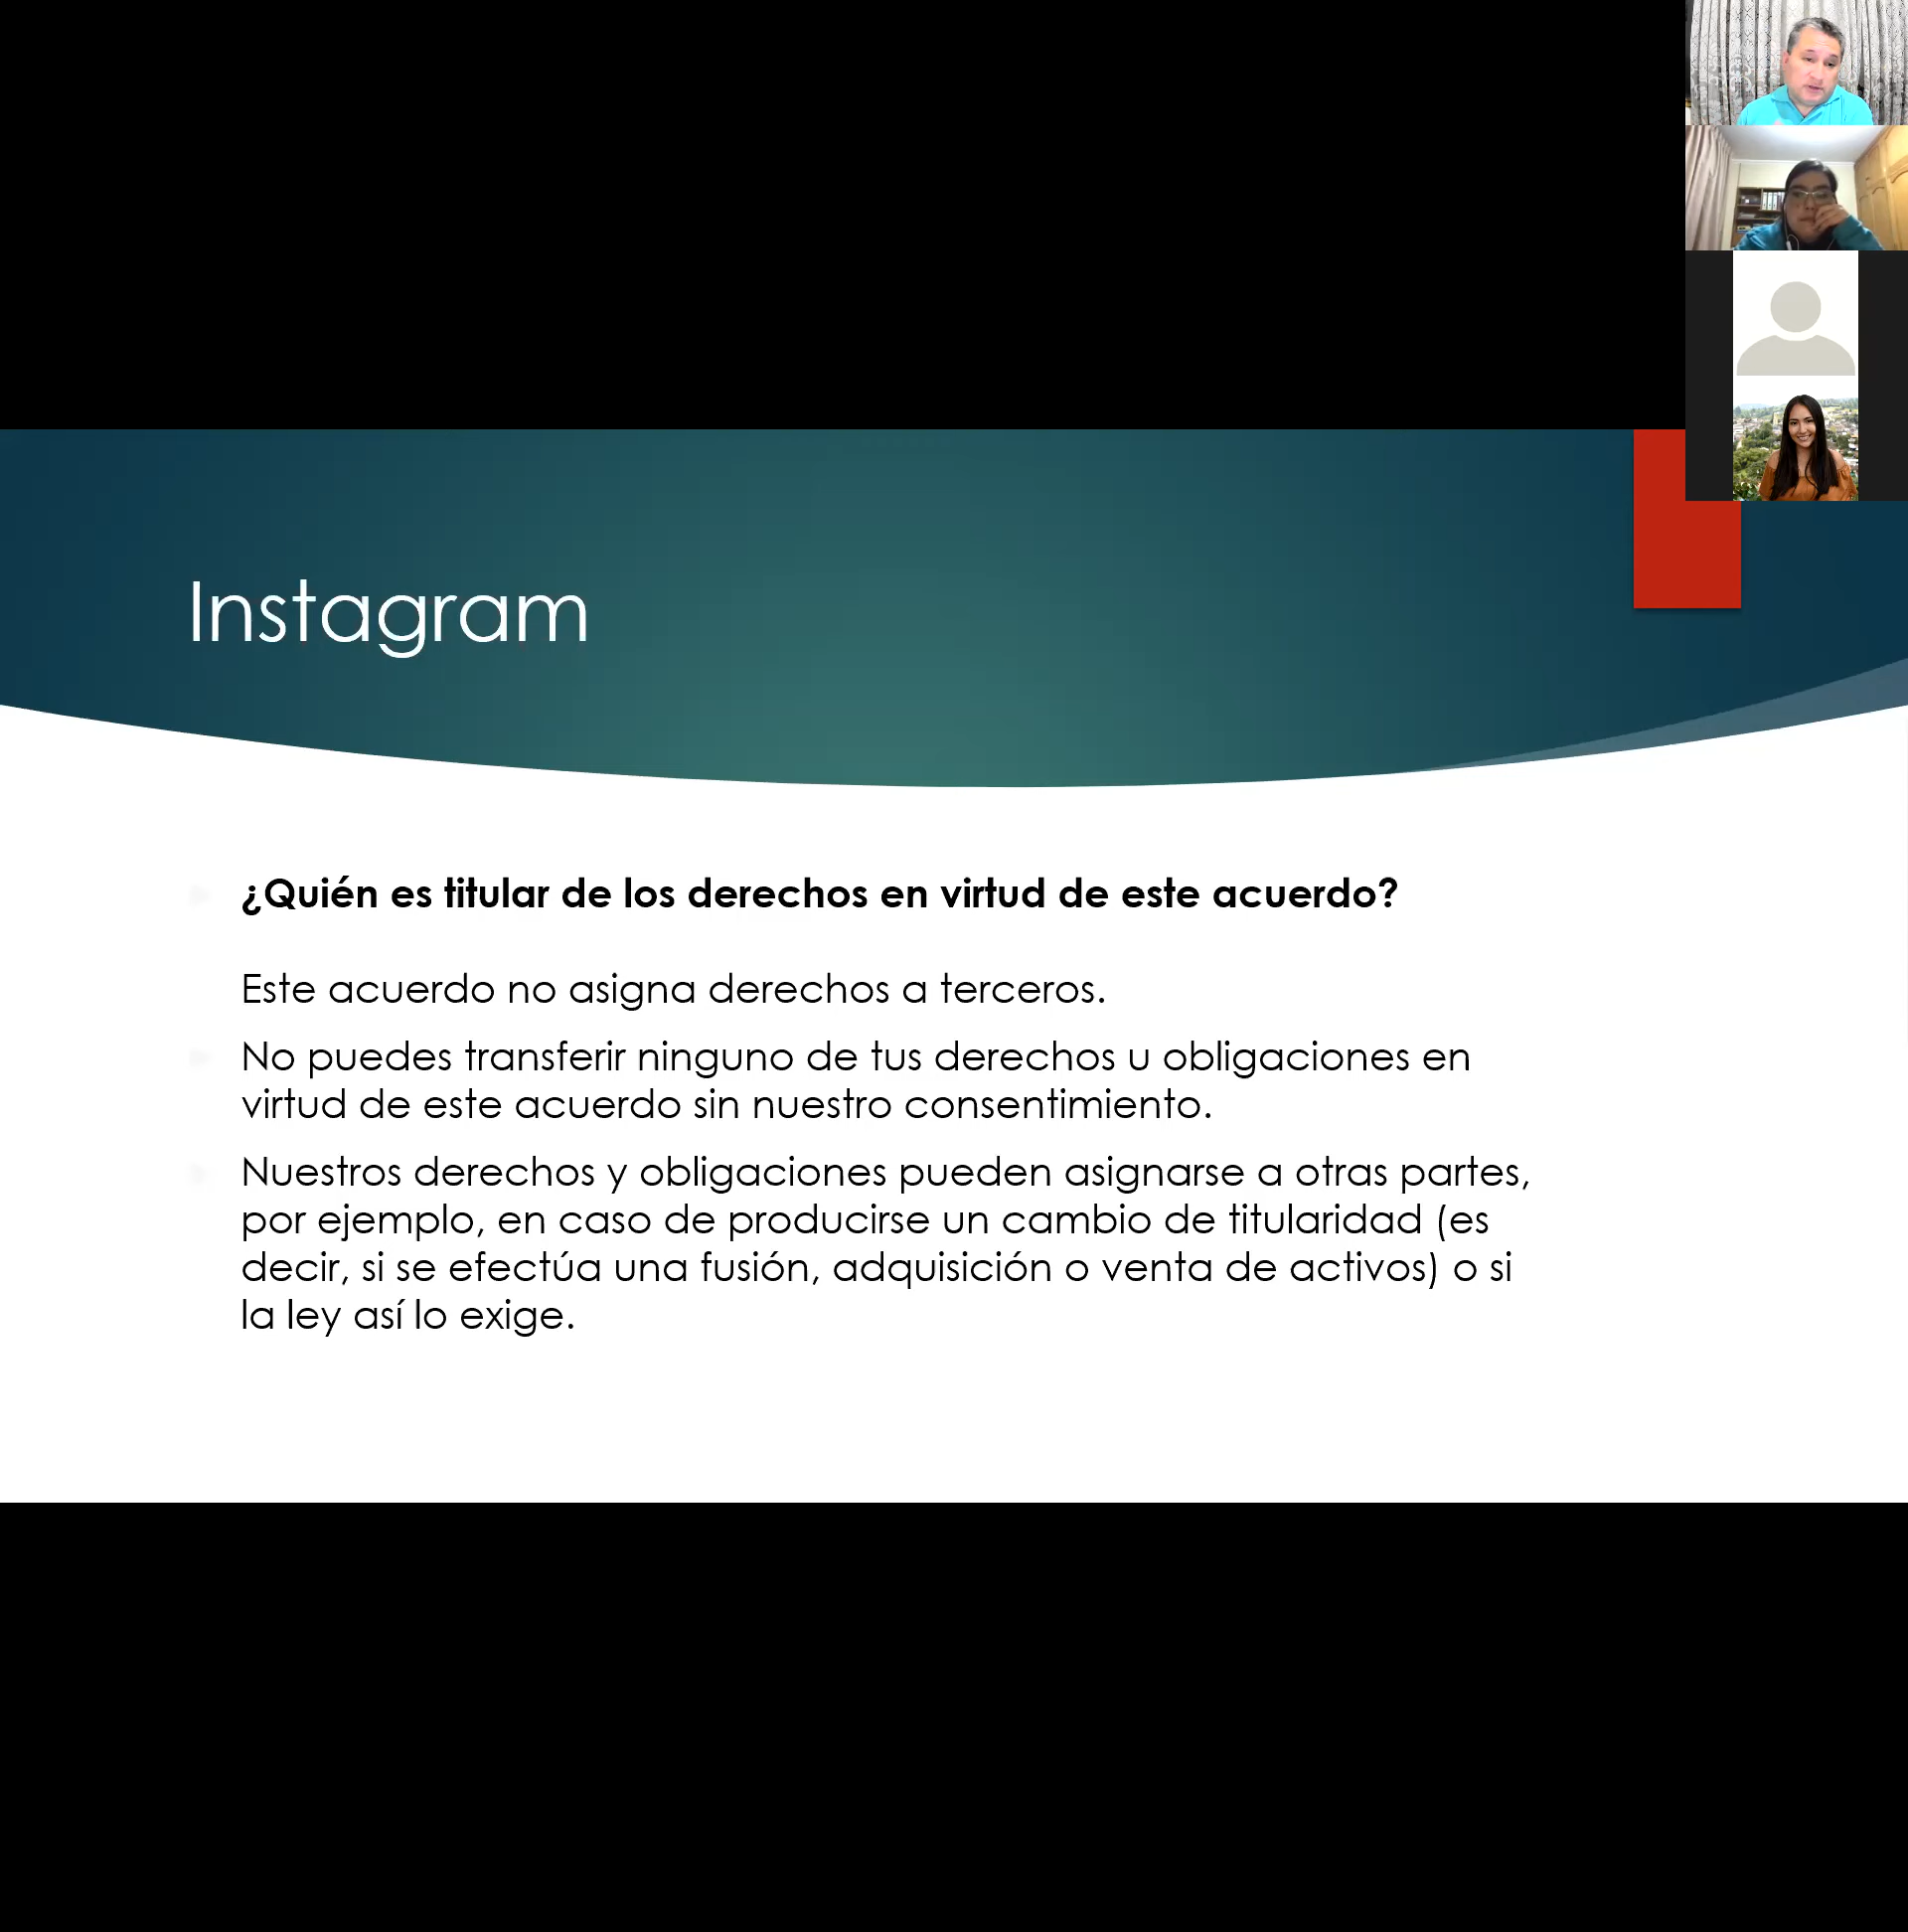 Instagram
¿Quién es titular de los derechos en virtud de este acuerdo?
Este acuerdo no asigna derechos a terceros.
No puedes transferir ninguno de tus derechos u obligaciones en
virtud de este acuerdo sin nuestro consentimiento.
Nuestros derechos y obligaciones pueden asignarse a otras partes,
por ejemplo, en caso de producirse un cambio de titularidad (es
decir, si se efectúa una fusión, adquisición o venta de activos) o si
la ley así lo exige.